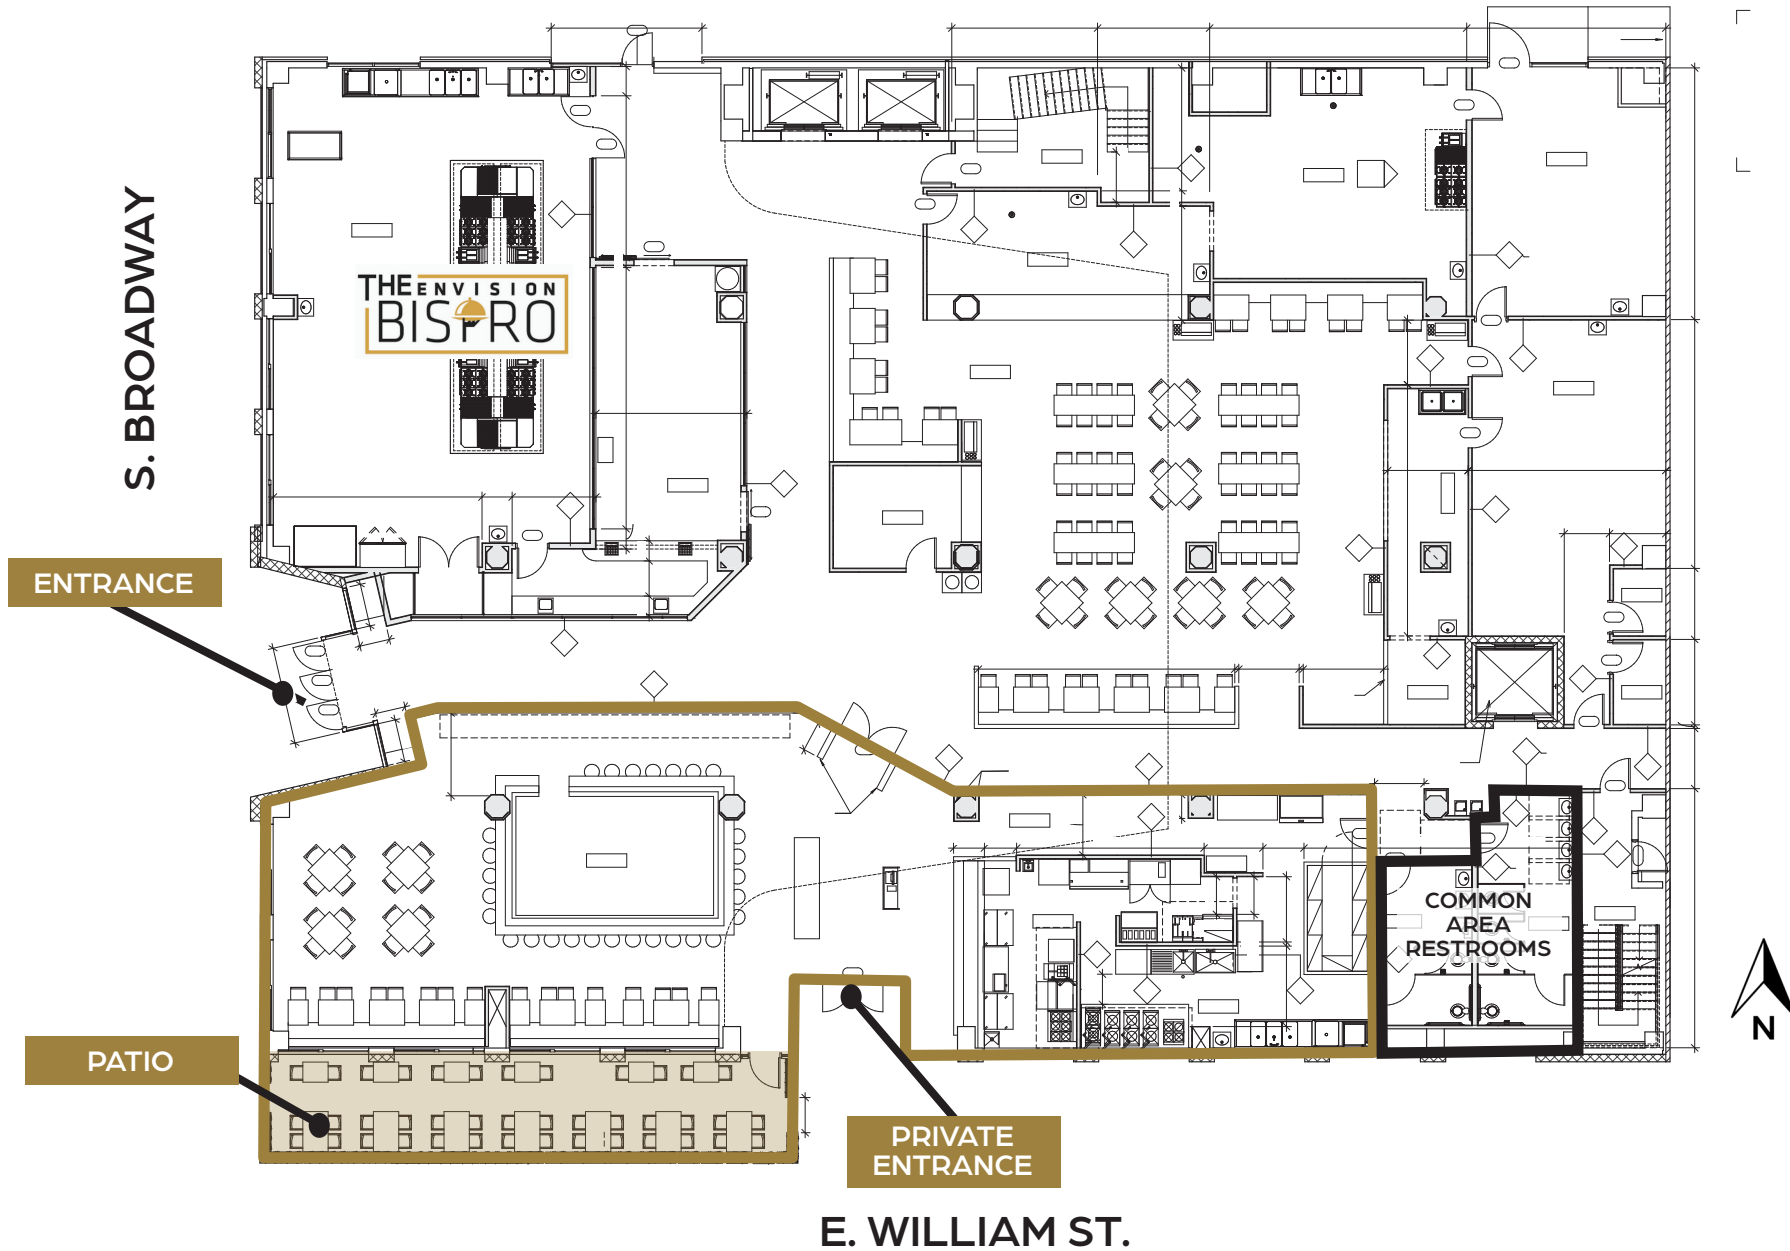 S. BROADWAY
THE ENVISION
BISTRO
ENTRANCE
PATIO
PRIVATE
ENTRANCE
COMMON
AREA
RESTROOMS
N
E. WILLIAM ST.